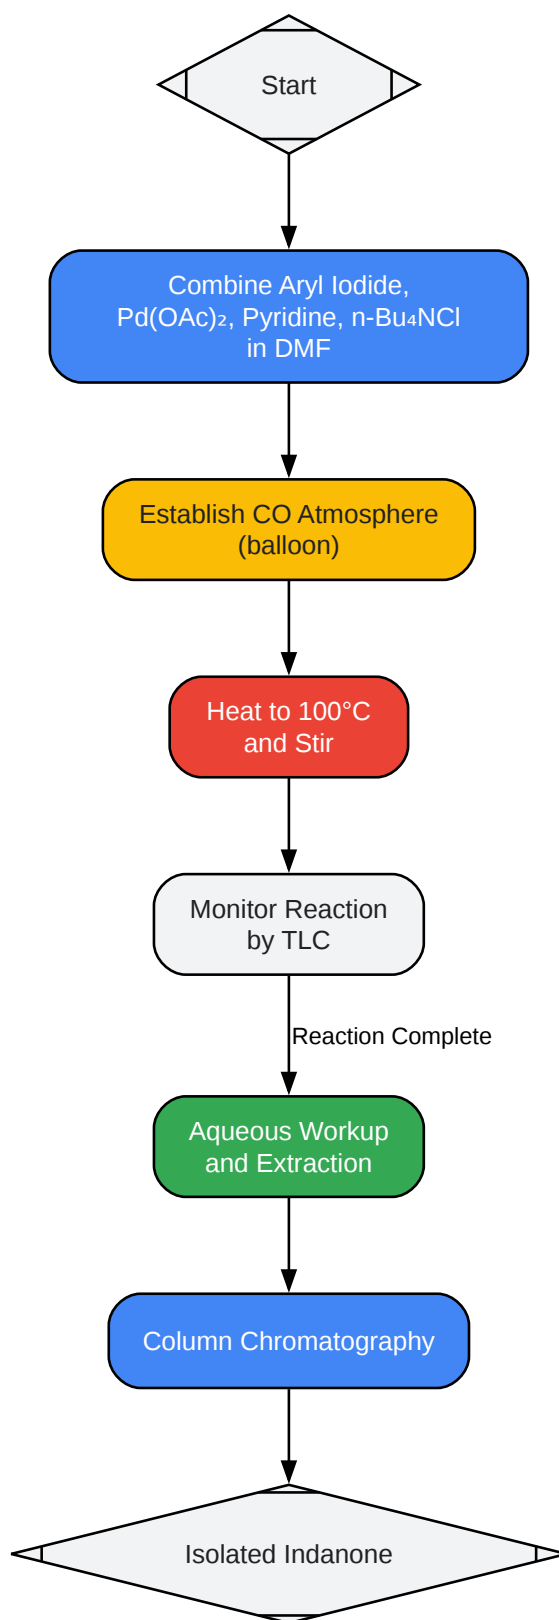 Start
Combine Aryl Iodide,
Pd(OAc)₂, Pyridine, n-Bu₄NCl
in DMF
Establish CO Atmosphere
(balloon)
Heat to 100°C
and Stir
Monitor Reaction
by TLC
Reaction Complete
Aqueous Workup
and Extraction
Column Chromatography
Isolated Indanone